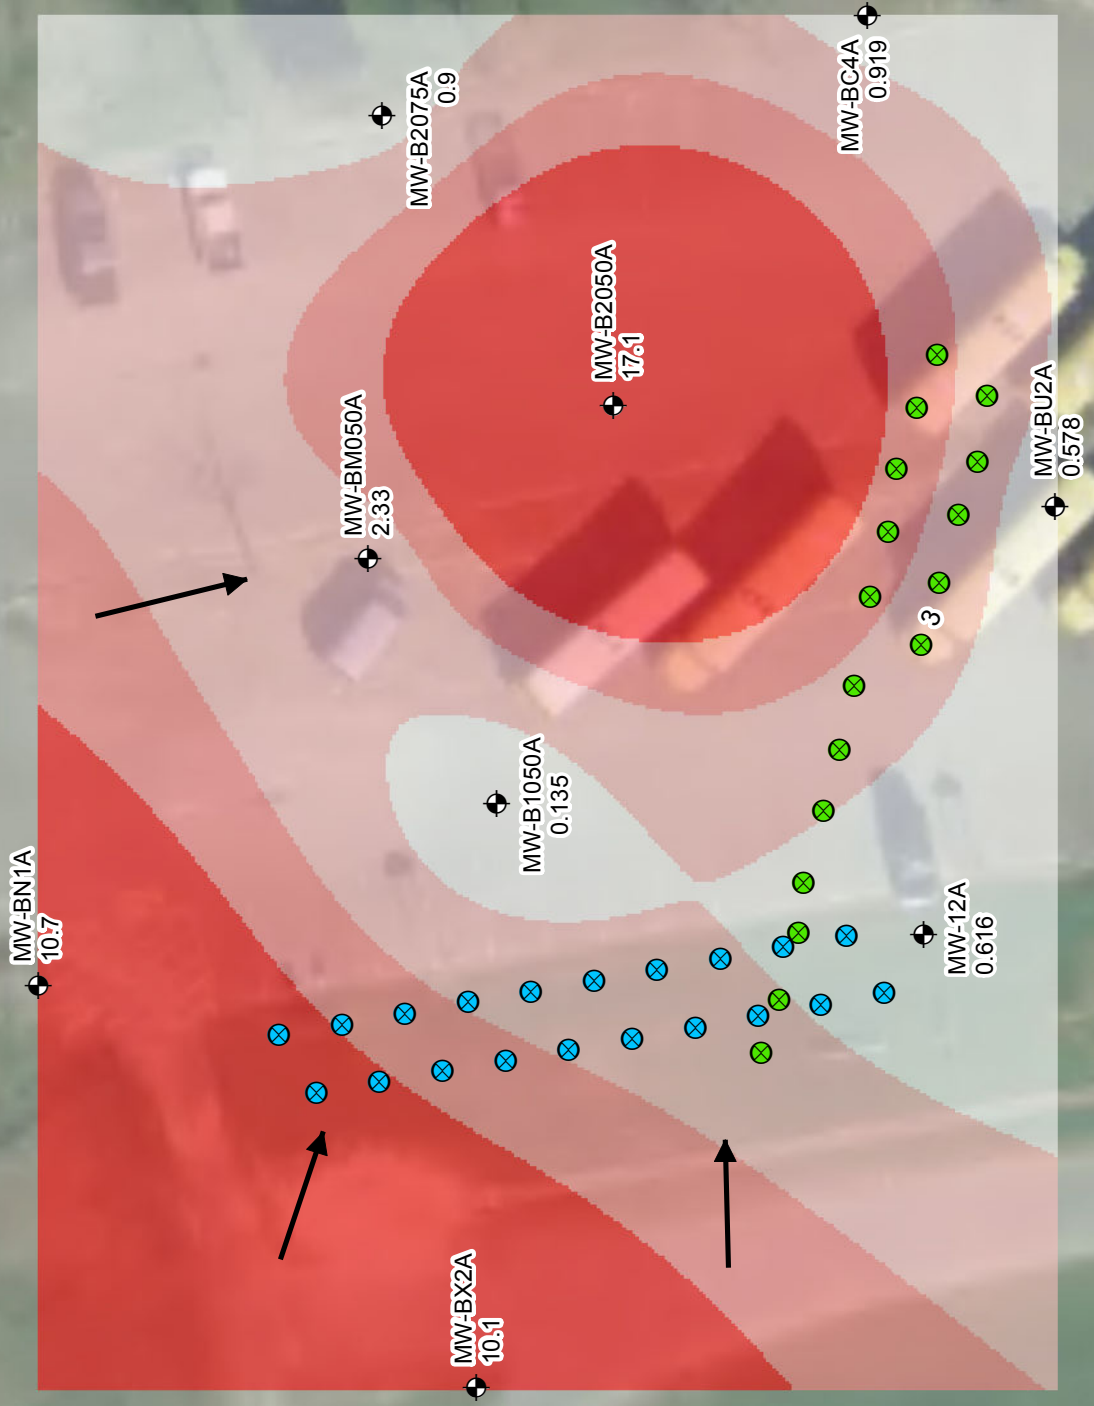 MW-BC4A
0.919
MW-B2075A
0.9
MW-B2050A
17.1
MW-BU2A
0.578
MW-BM050A
2.33
3
MW-B1050A
0.135
MW-BN1A
10.7
MW-12A
0.616
MW-BX2A
10.1